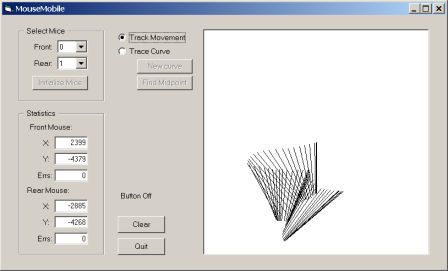 MouseMobile
Select Mice
Front: 0
Rear: 1
Initialize Mice
Track Movement
Trace Curve
New curve
Find Midpoint
Statistics
Front Mouse:
X: 2399
Y: -4379
Errs: 0
Rear Mouse:
X: -2885
Y: -4268
Errs: 0
Button Off
Clear
Quit